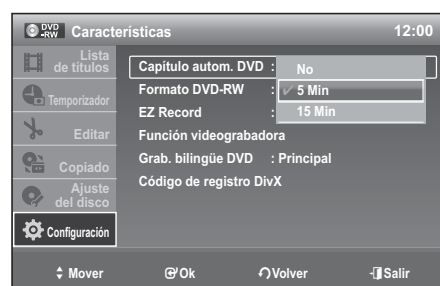 DVD
-RW
Características 12:00
Lista
de títulos
Temporizador
Editar
Copiado
Ajuste
del disco
Configuración
Capítulo autom. DVD : No
Formato DVD-RW : ✓ 5 Min
EZ Record : 15 Min
Función videograbadora
Grab. bilingüe DVD : Principal
Código de registro DivX
Mover Ok Volver Salir